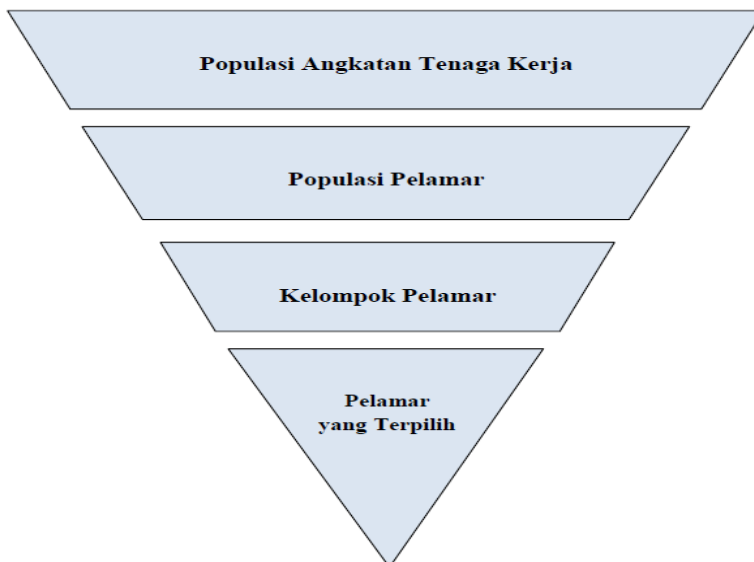 Populasi Angkatan Tenaga Kerja
Populasi Pelamar
Kelompok Pelamar
Pelamar
yang Terpilih